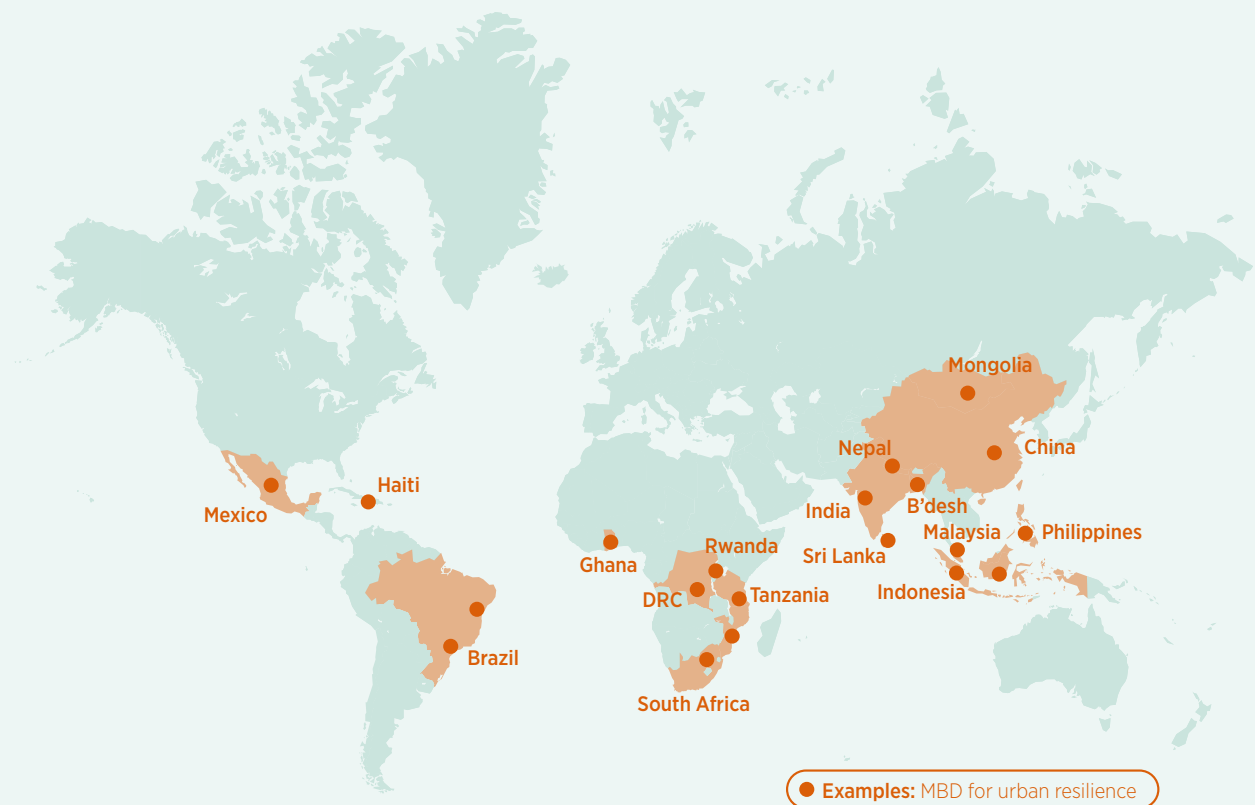 Mongolia
Nepal
China
Haiti
Mexico
India
B'desh
Malaysia
Philippines
Sri Lanka
Rwanda
Ghana
Indonesia
DRC
Tanzania
Brazil
South Africa
Examples: MBD for urban resilience